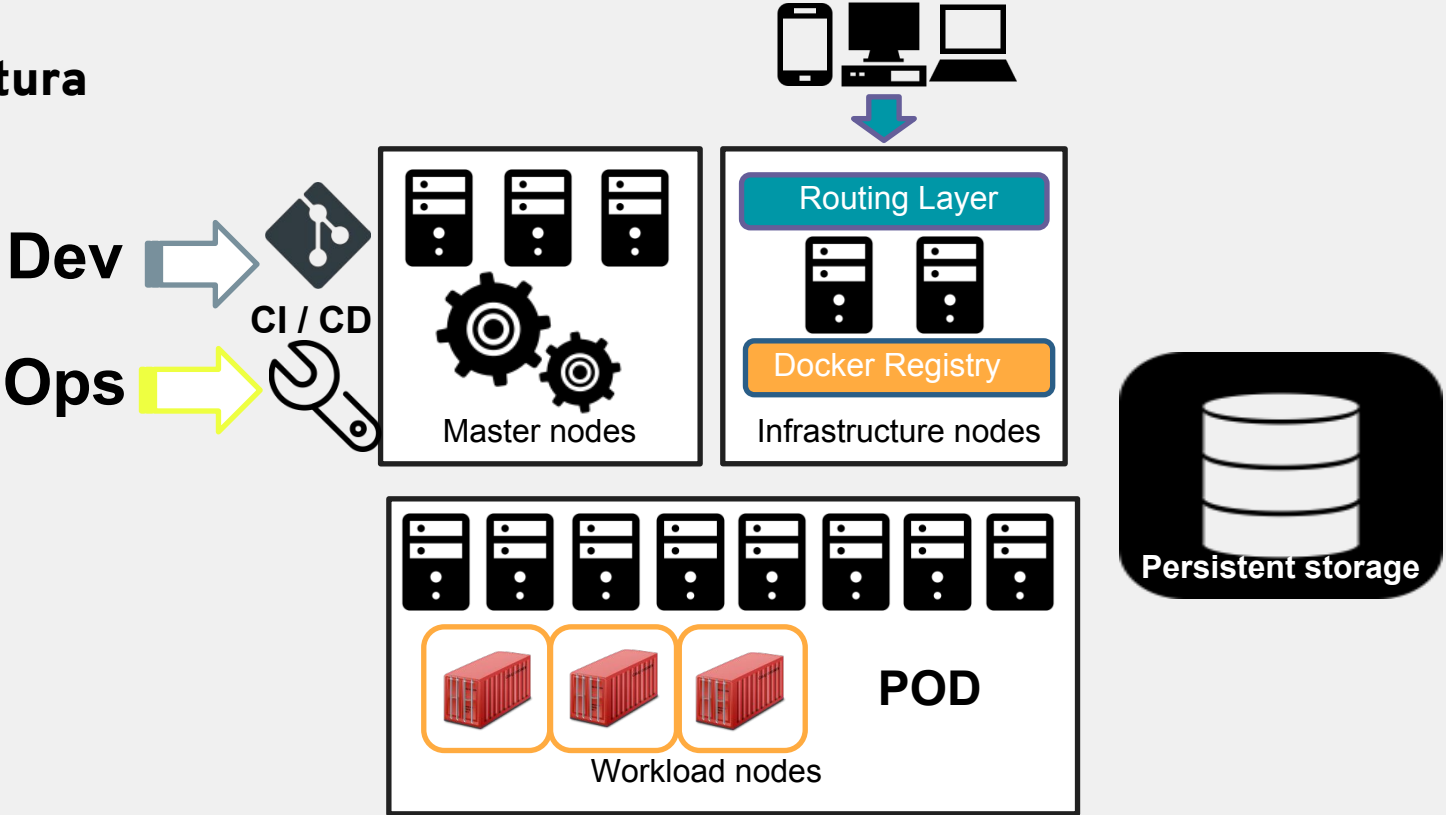 tura
Dev
CI / CD
Ops
Master nodes
Routing Layer
Docker Registry
Infrastructure nodes
Persistent storage
POD
Workload nodes